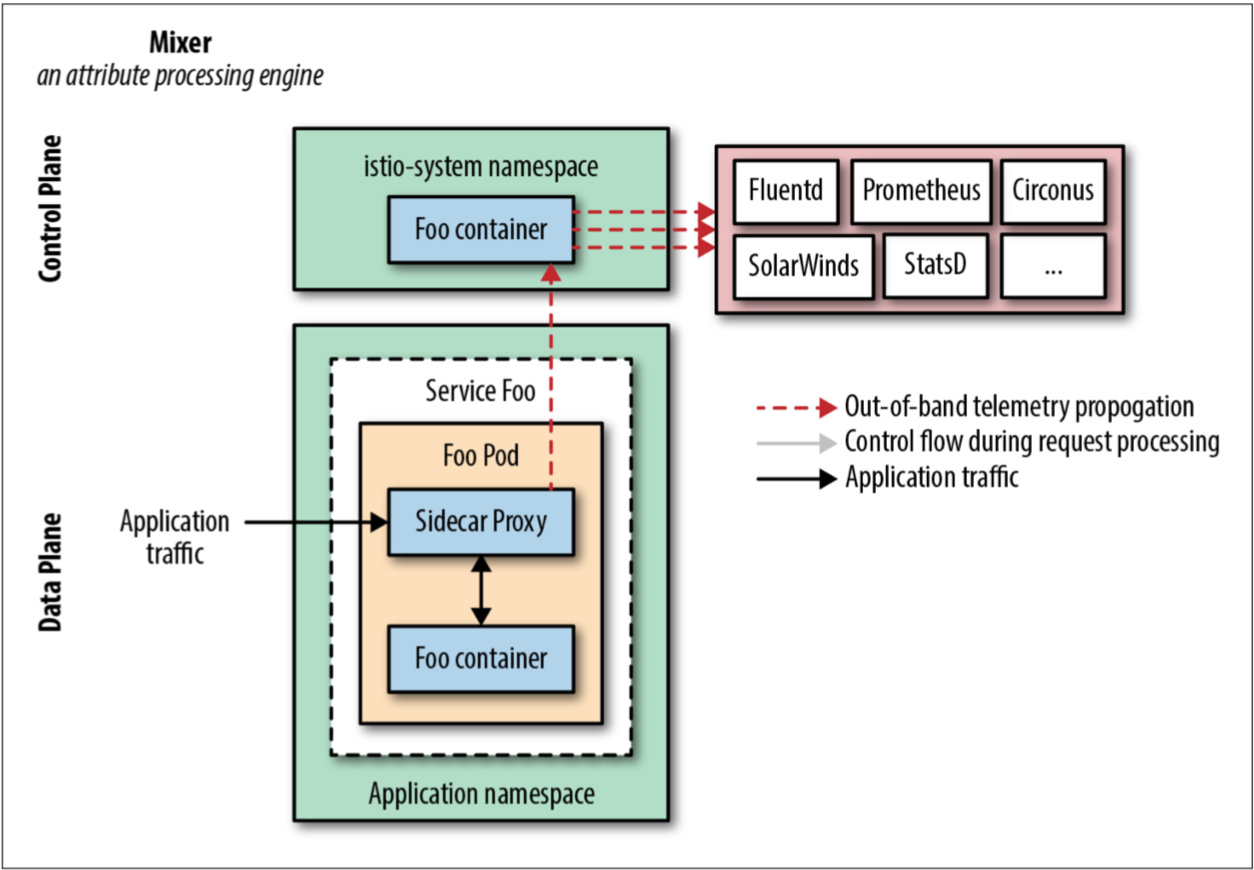 Mixer
an attribute processing engine
Control Plane
istio-system namespace
Foo container
Fluentd
Prometheus
Circonus
SolarWinds
StatsD
...
Data Plane
Service Foo
Foo Pod
Sidecar Proxy
Foo container
Application namespace
Application
traffic
Out-of-band telemetry propogation
Control flow during request processing
Application traffic